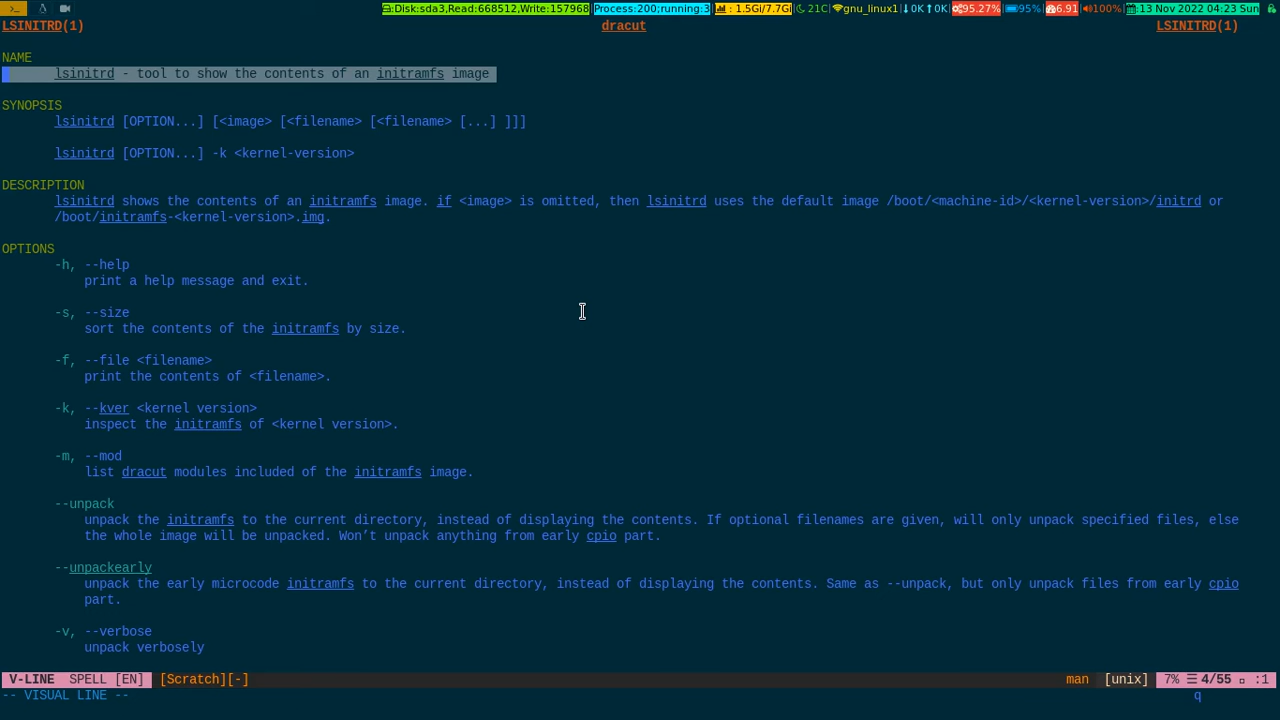 >_ :Disk:sda3,Read:668512,Write:157968 Process:200;running:3 : 1.5Gi/7.7Gi 21C gnu_linux1 ↓0K ↑0K 95.27% 95% 6.91 100% :13 Nov 2022 04:23 Sun
LSINITRD(1) dracut LSINITRD(1)
NAME
lsinitrd - tool to show the contents of an initramfs image
SYNOPSIS
lsinitrd [OPTION...] [<image> [<filename> [<filename> [...] ]]]
lsinitrd [OPTION...] -k <kernel-version>
DESCRIPTION
lsinitrd shows the contents of an initramfs image. if <image> is omitted, then lsinitrd uses the default image /boot/<machine-id>/<kernel-version>/initrd or
/boot/initramfs-<kernel-version>.img.
OPTIONS
-h, --help
print a help message and exit.
-s, --size
sort the contents of the initramfs by size.
-f, --file <filename>
print the contents of <filename>.
-k, --kver <kernel version>
inspect the initramfs of <kernel version>.
-m, --mod
list dracut modules included of the initramfs image.
--unpack
unpack the initramfs to the current directory, instead of displaying the contents. If optional filenames are given, will only unpack specified files, else
the whole image will be unpacked. Won’t unpack anything from early cpio part.
--unpackearly
unpack the early microcode initramfs to the current directory, instead of displaying the contents. Same as --unpack, but only unpack files from early cpio
part.
-v, --verbose
unpack verbosely
V-LINE SPELL [EN] [Scratch][-] man [unix] 7% ☰ 4/55 :1
-- VISUAL LINE -- q